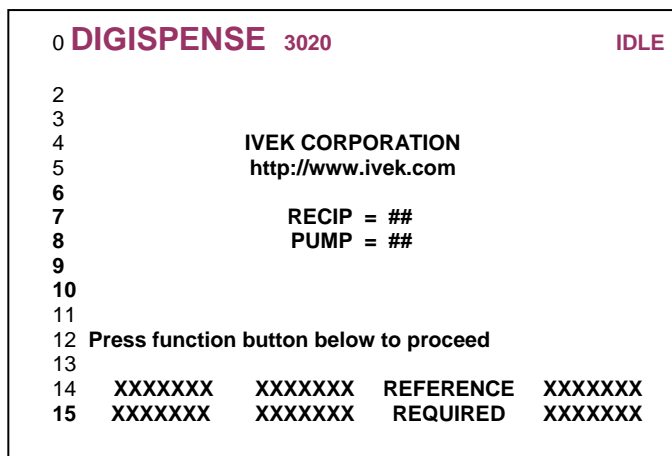 0 DIGISPENSE 3020 IDLE
2
3
4 IVEK CORPORATION
5 http://www.ivek.com
6
7 RECIP = ##
8 PUMP = ##
9
10
11
12 Press function button below to proceed
13
14 XXXXXXX XXXXXXX REFERENCE XXXXXXX
15 XXXXXXX XXXXXXX REQUIRED XXXXXXX